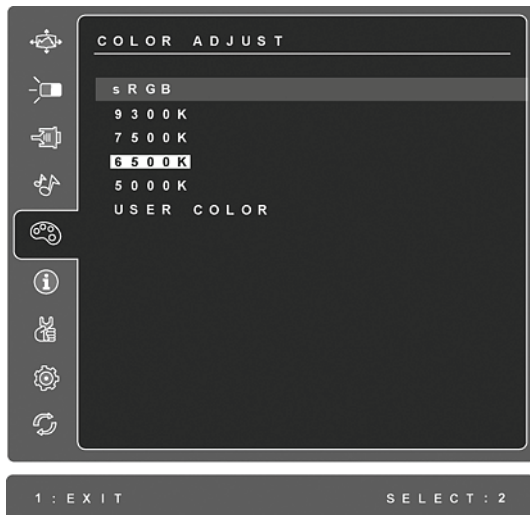 COLOR ADJUST
sRGB
9300K
7500K
6500K
5000K
USER COLOR
1:EXIT SELECT:2